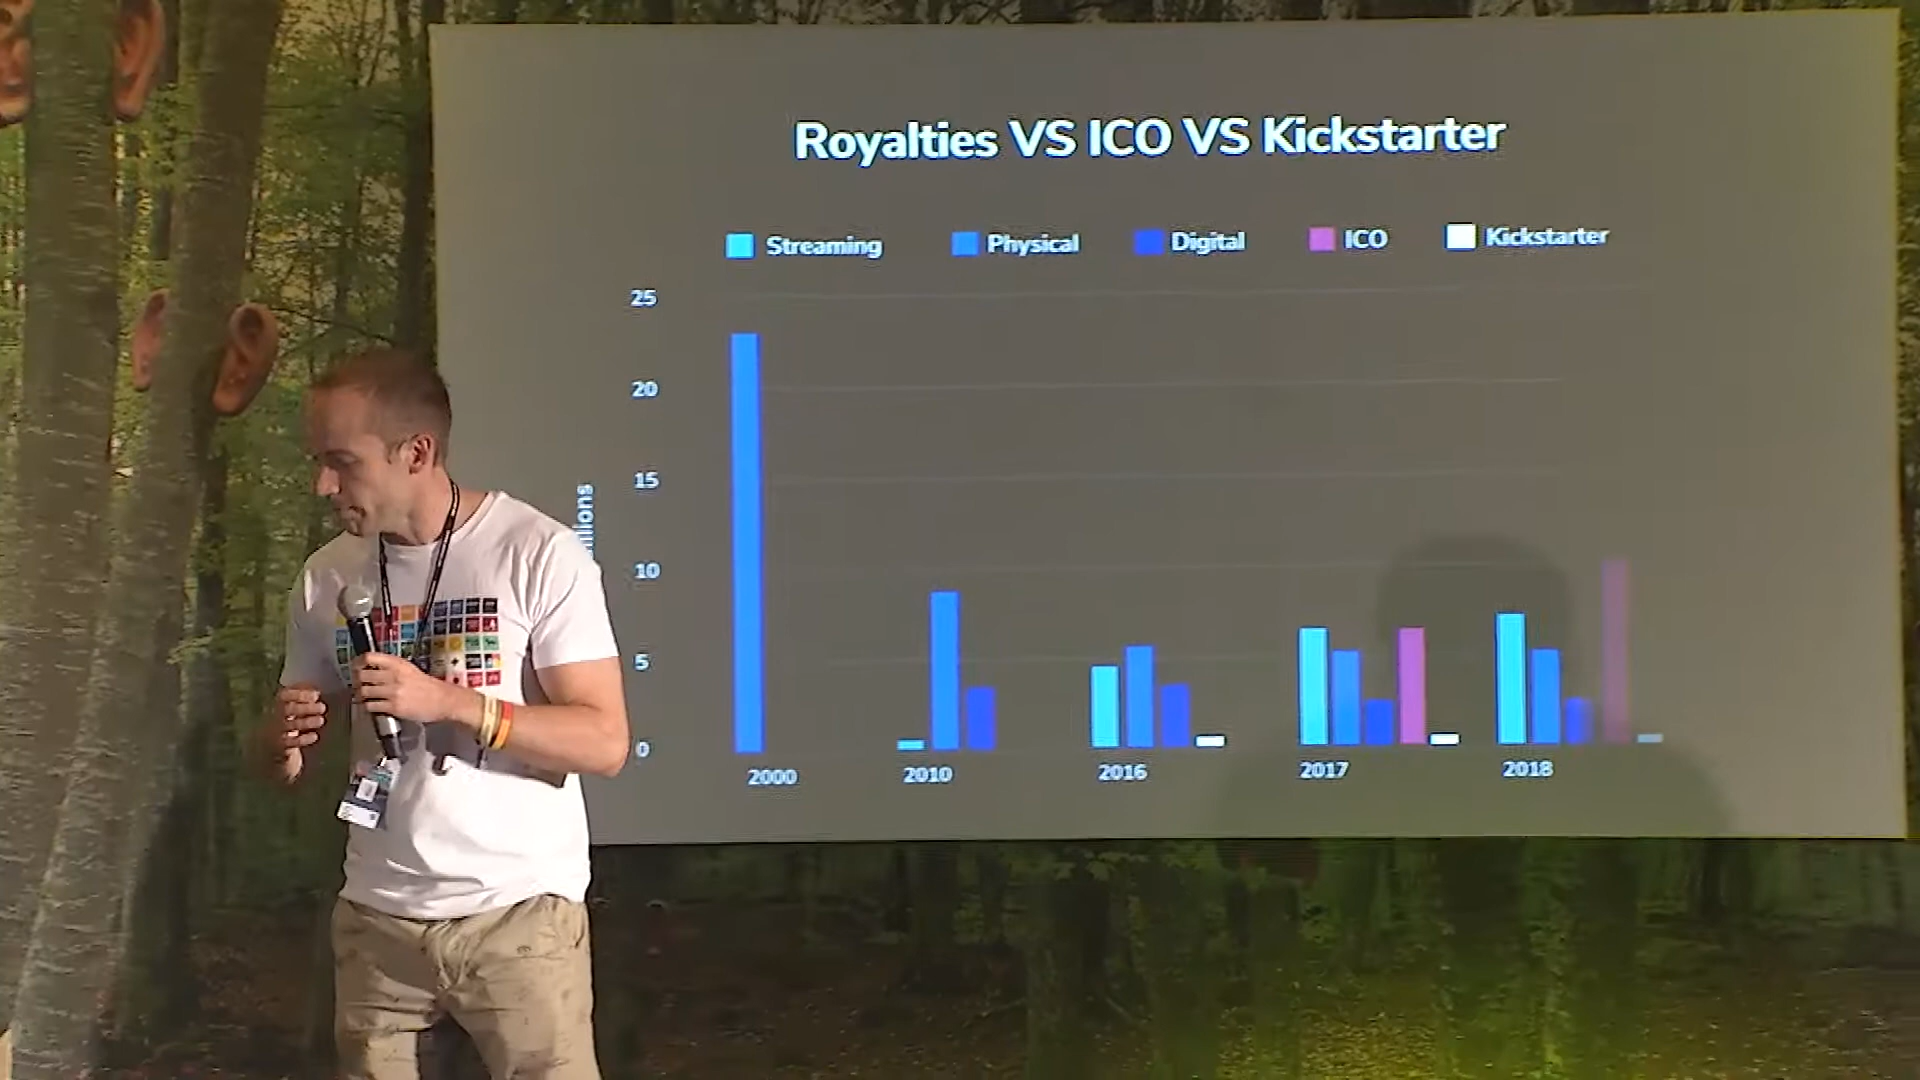 Royalties VS ICO VS Kickstarter
Streaming Physical Digital ICO Kickstarter
25
20
15
10
5
0
2000 2010 2016 2017 2018